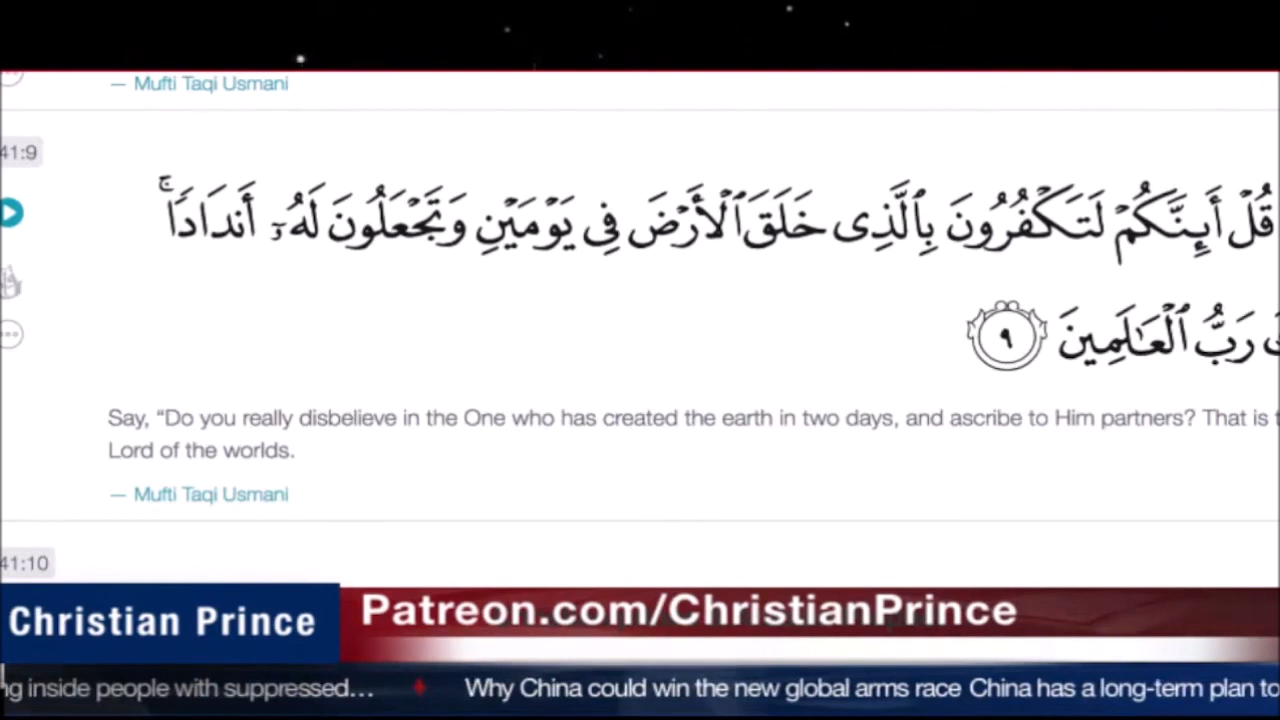 — Mufti Taqi Usmani
41:9
قُلْ أَئِنَّكُمْ لَتَكْفُرُونَ بِٱلَّذِى خَلَقَ ٱلْأَرْضَ فِى يَوْمَيْنِ وَتَجْعَلُونَ لَهُۥٓ أَندَادًا ۚ
رَبُّ ٱلْعَـٰلَمِينَ ٩
Say, “Do you really disbelieve in the One who has created the earth in two days, and ascribe to Him partners? That is
Lord of the worlds.
— Mufti Taqi Usmani
41:10
Christian Prince
Patreon.com/ChristianPrince
ng inside people with suppressed... Why China could win the new global arms race China has a long-term plan to